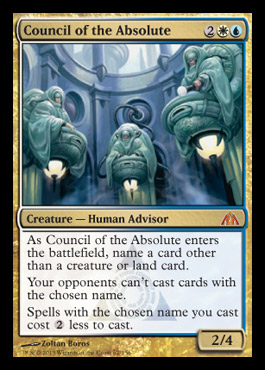 Council of the Absolute 2
Creature — Human Advisor
As Council of the Absolute enters
the battlefield, name a card other
than a creature or land card.
Your opponents can't cast cards with
the chosen name.
Spells with the chosen name you cast
cost 2 less to cast.
Zoltan Boros
2/4